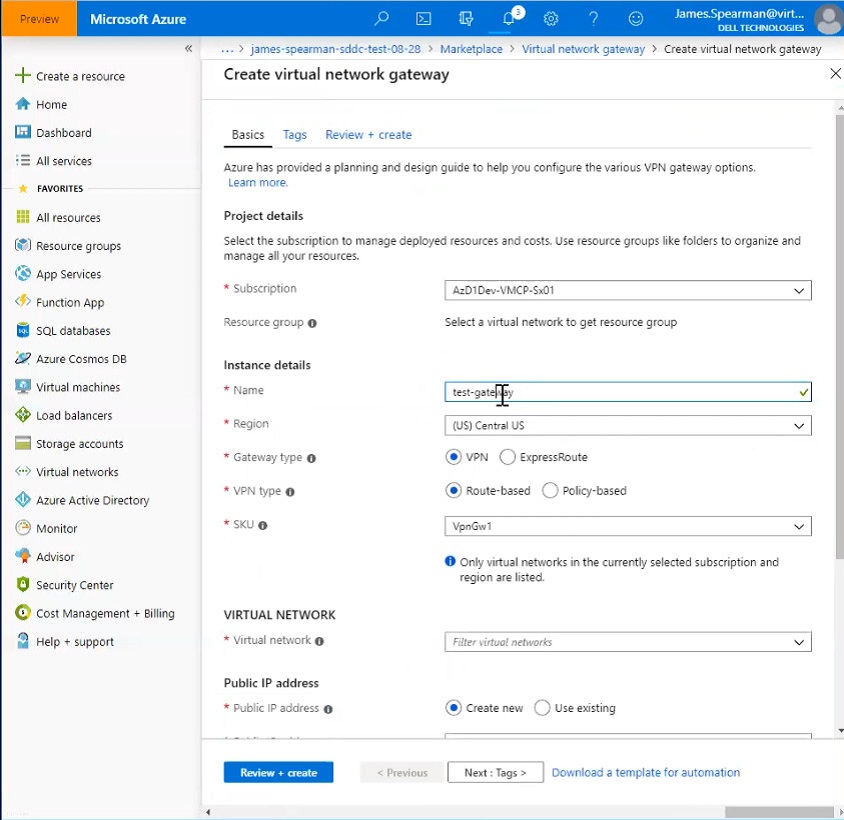 Preview
Microsoft Azure
3
James.Spearman@virt...
DELL TECHNOLOGIES
«
... > james-spearman-sddc-test-08-28 > Marketplace > Virtual network gateway > Create virtual network gateway
Create virtual network gateway
Create a resource
Home
Dashboard
All services
FAVORITES
All resources
Resource groups
App Services
Function App
SQL databases
Azure Cosmos DB
Virtual machines
Load balancers
Storage accounts
Virtual networks
Azure Active Directory
Monitor
Advisor
Security Center
Cost Management + Billing
Help + support
Basics Tags Review + create
Azure has provided a planning and design guide to help you configure the various VPN gateway options.
Learn more.
Project details
Select the subscription to manage deployed resources and costs. Use resource groups like folders to organize and
manage all your resources.
* Subscription AzD1Dev-VMCP-Sx01
Resource group Select a virtual network to get resource group
Instance details
* Name test-gateway
* Region (US) Central US
* Gateway type VPN ExpressRoute
* VPN type Route-based Policy-based
* SKU VpnGw1
Only virtual networks in the currently selected subscription and
region are listed.
VIRTUAL NETWORK
* Virtual network Filter virtual networks
Public IP address
* Public IP address Create new Use existing
Review + create < Previous Next : Tags > Download a template for automation